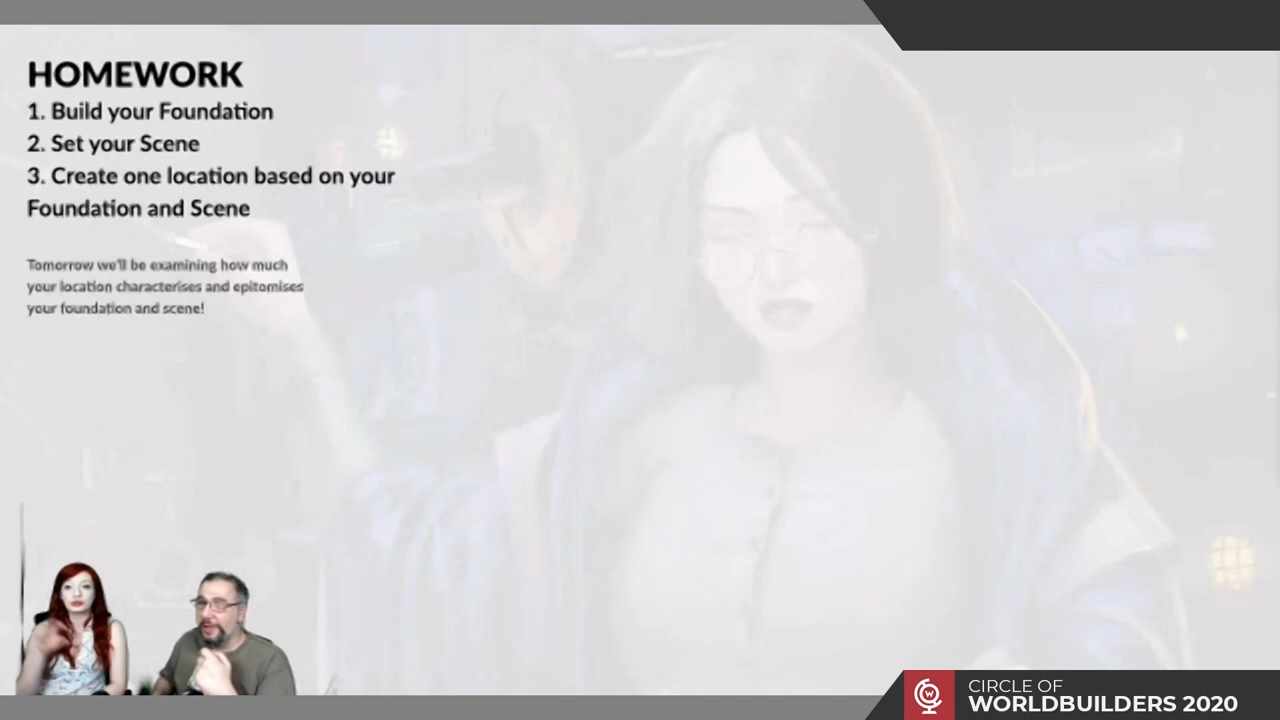 HOMEWORK
1. Build your Foundation
2. Set your Scene
3. Create one location based on your
Foundation and Scene
Tomorrow we'll be examining how much
your location characterises and epitomises
your foundation and scene!
CIRCLE OF
WORLDBUILDERS 2020